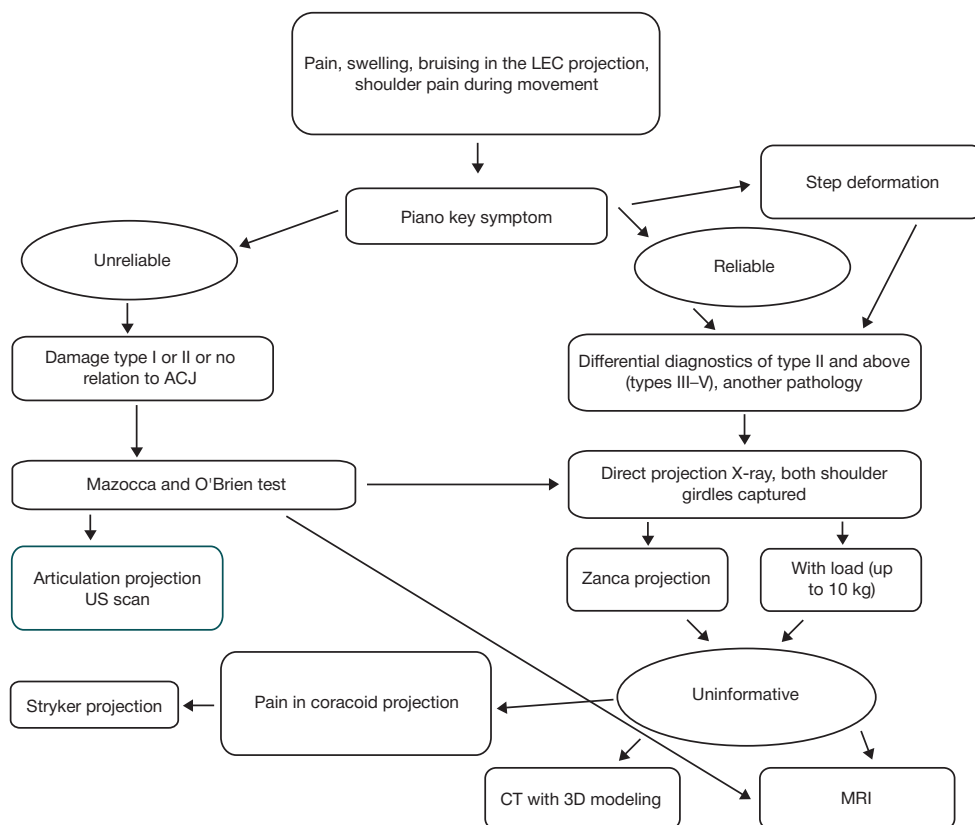 Pain, swelling, bruising in the LEC projection,
shoulder pain during movement
Step deformation
Piano key symptom
Unreliable
Reliable
Damage type I or II or no
relation to ACJ
Differential diagnostics of type II and above
(types III–V), another pathology
Mazocca and O'Brien test
Direct projection X-ray, both shoulder
girdles captured
Articulation projection
US scan
Zanca projection
With load (up
to 10 kg)
Stryker projection
Pain in coracoid projection
Uninformative
CT with 3D modeling
MRI